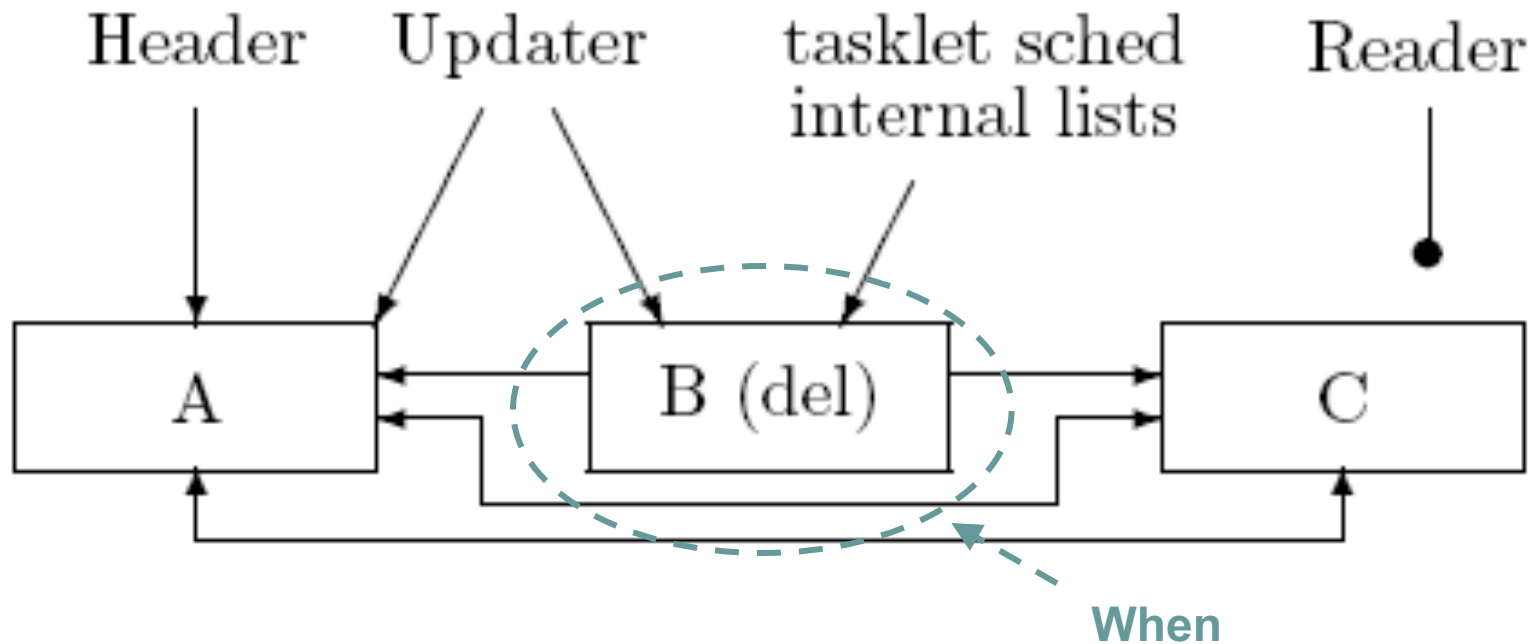 Header
Updater
tasklet sched
internal lists
Reader
A
B (del)
C
When